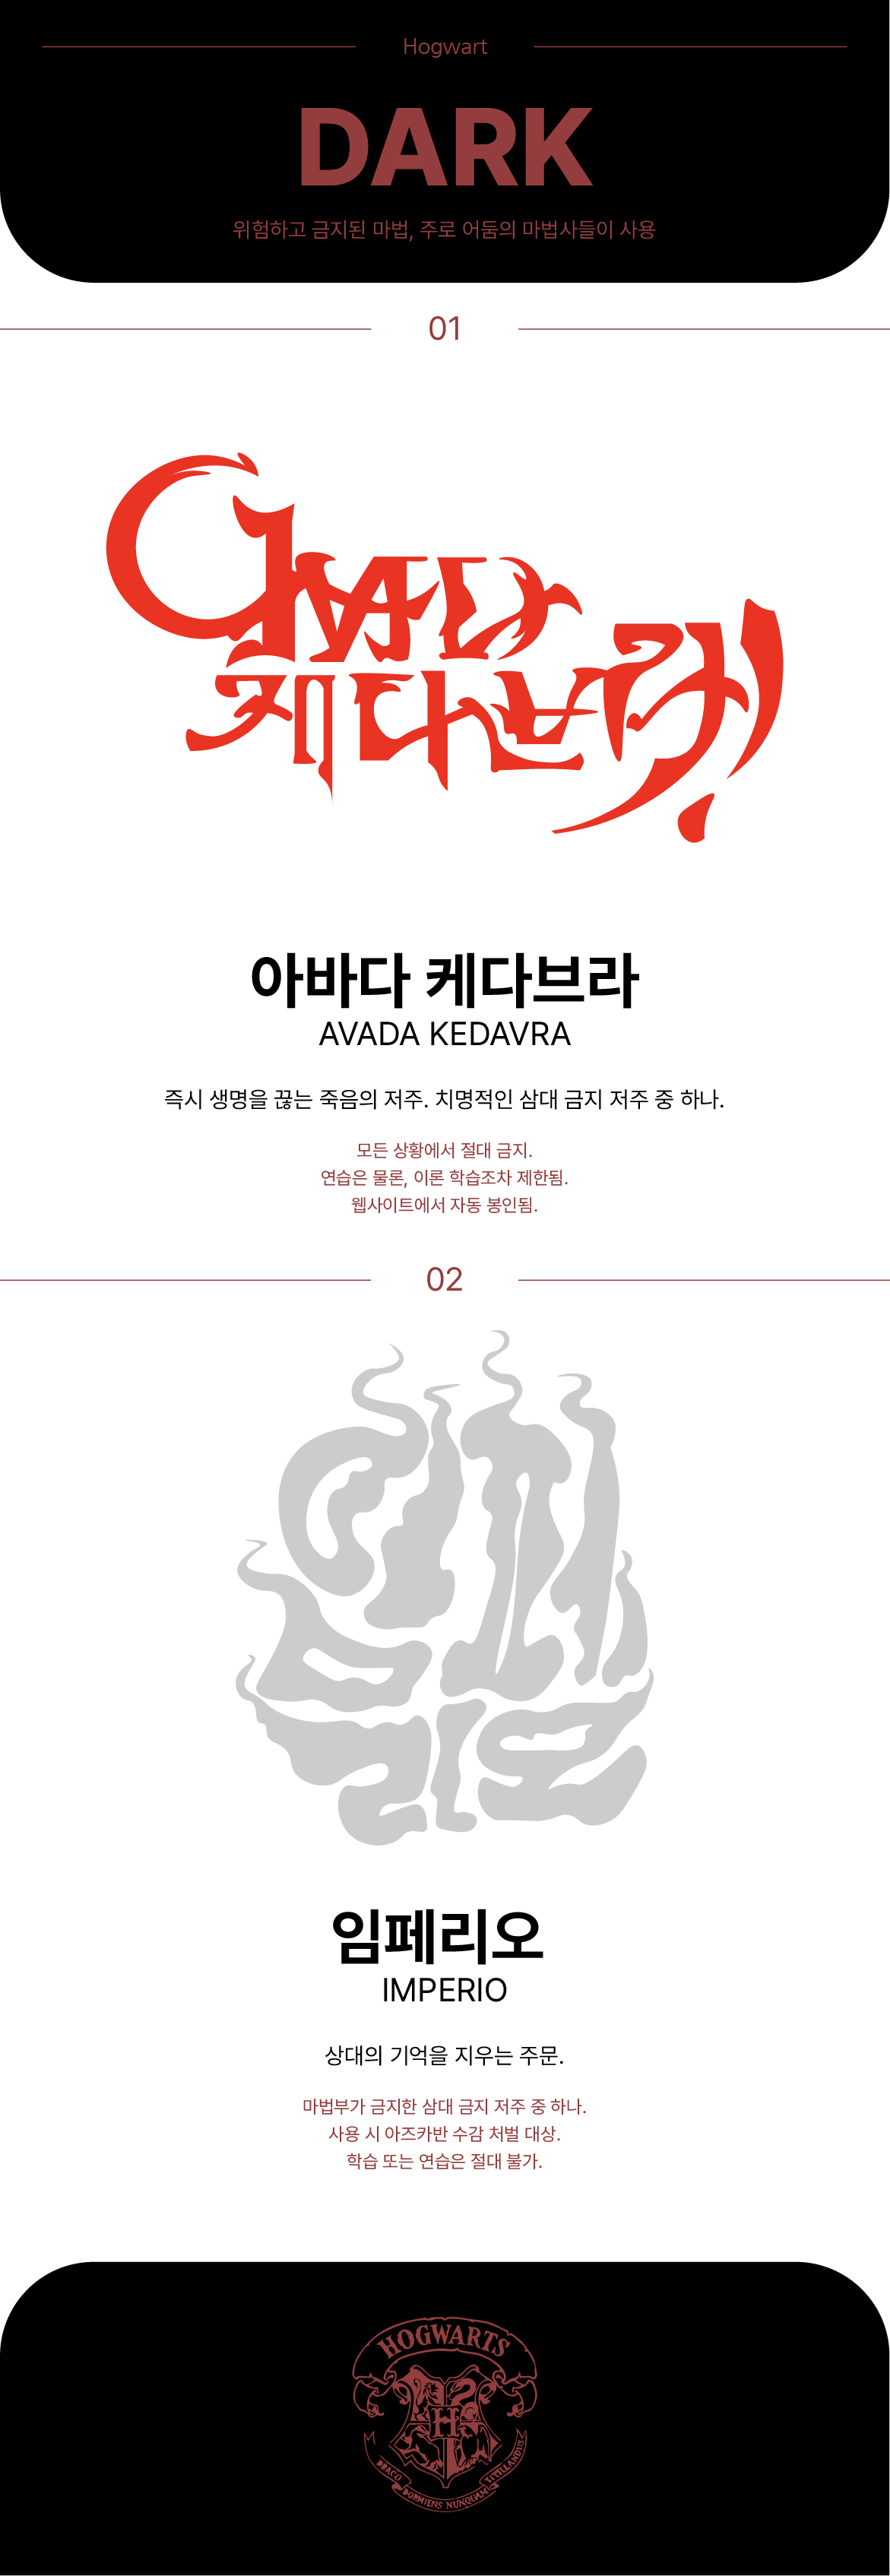 Hogwart
DARK
위험하고 금지된 마법, 주로 어둠의 마법사들이 사용
01
아바다
케다브라!
아바다 케다브라
AVADA KEDAVRA
즉시 생명을 끊는 죽음의 저주. 치명적인 삼대 금지 저주 중 하나.
모든 상황에서 절대 금지.
연습은 물론, 이론 학습조차 제한됨.
웹사이트에서 자동 봉인됨.
02
임페
리오
임페리오
IMPERIO
상대의 기억을 지우는 주문.
마법부가 금지한 삼대 금지 저주 중 하나.
사용 시 아즈카반 수감 처벌 대상.
학습 또는 연습은 절대 불가.
HOGWARTS
H
DRACO DORMIENS NUNQUAM TITILLANDUS